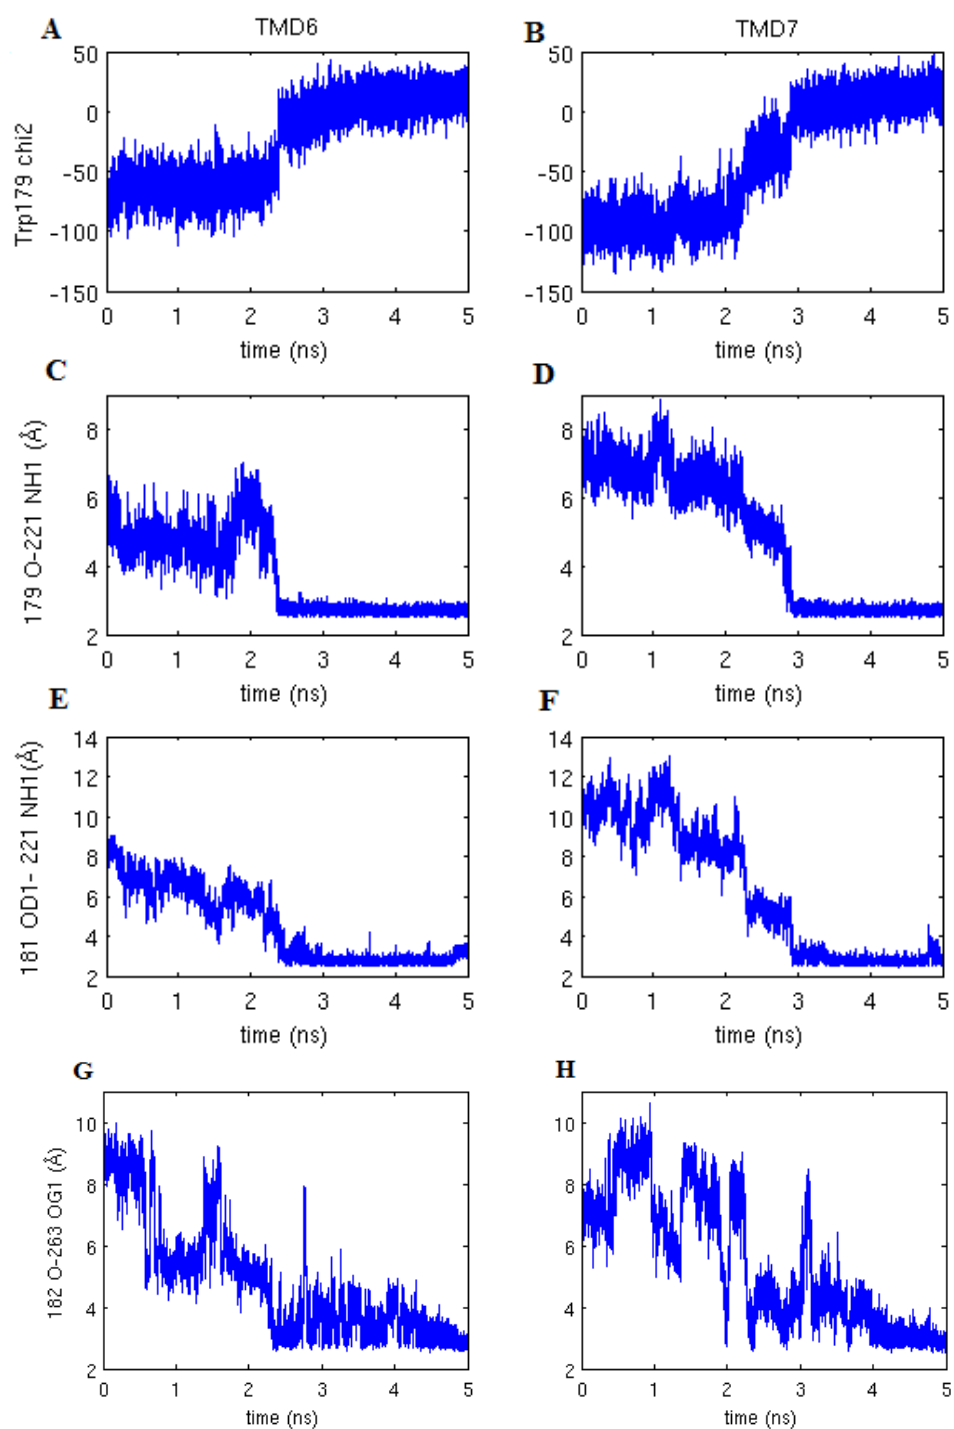 A TMD6 B TMD7
50
0
-50
-100
-150
Trp179 chi2
0 1 2 3 4 5
time (ns)
50
0
-50
-100
-150
0 1 2 3 4 5
time (ns)
C D
8
6
4
2
179 O-221 NH1 (Å)
0 1 2 3 4 5
time (ns)
8
6
4
2
0 1 2 3 4 5
time (ns)
E F
14
12
10
8
6
4
2
181 OD1- 221 NH1(Å)
0 1 2 3 4 5
time (ns)
14
12
10
8
6
4
2
0 1 2 3 4 5
time (ns)
G H
10
8
6
4
2
182 O-263 OG1 (Å)
0 1 2 3 4 5
time (ns)
10
8
6
4
2
0 1 2 3 4 5
time (ns)